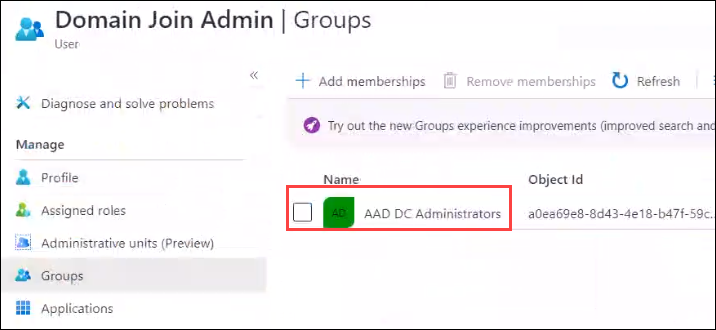 Domain Join Admin | Groups
User
«
Add memberships
Remove memberships
Refresh
Diagnose and solve problems
Try out the new Groups experience improvements (improved search and
Manage
Name
Object Id
Profile
AD
AAD DC Administrators
a0ea69e8-8d43-4e18-b47f-59c...
Assigned roles
Administrative units (Preview)
Groups
Applications